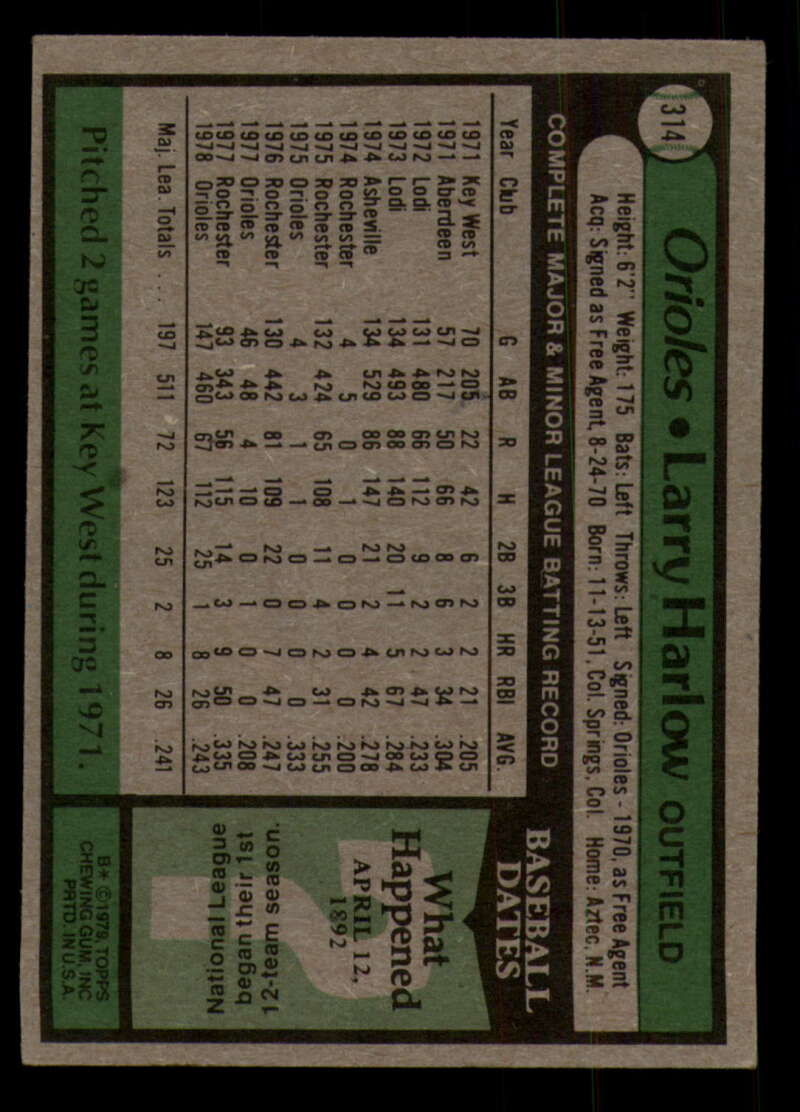 314
Orioles • Larry Harlow OUTFIELD
Height: 6'2" Weight: 175 Bats: Left Throws: Left Signed: Orioles - 1970, as Free Agent
Acq: Signed as Free Agent, 8-24-70 Born: 11-13-51, Col. Springs, Col. Home: Aztec, N.M.
COMPLETE MAJOR & MINOR LEAGUE BATTING RECORD
Year Club G AB R H 2B 3B HR RBI AVG.
1971 Key West 70 205 22 42 6 2 2 21 .205
1971 Aberdeen 57 217 50 66 8 6 3 34 .304
1972 Lodi 131 480 66 112 9 2 2 47 .233
1973 Lodi 134 493 88 140 20 11 5 67 .284
1974 Asheville 134 529 86 147 21 2 4 42 .278
1974 Rochester 4 5 0 1 0 0 0 0 .200
1975 Rochester 132 424 65 108 11 4 2 31 .255
1975 Orioles 4 3 1 1 0 0 0 0 .333
1976 Rochester 130 442 81 109 22 0 7 47 .247
1977 Orioles 46 48 4 10 0 1 0 0 .208
1977 Rochester 93 343 56 115 14 3 9 50 .335
1978 Orioles 147 460 67 112 25 1 8 26 .243
Maj. Lea. Totals . . . 197 511 72 123 25 2 8 26 .241
Pitched 2 games at Key West during 1971.
BASEBALL
DATES
What
Happened
APRIL 12,
1892
National League
began their 1st
12-team season.
B* © 1979, TOPPS
CHEWING GUM, INC
PRTD. IN U.S.A.